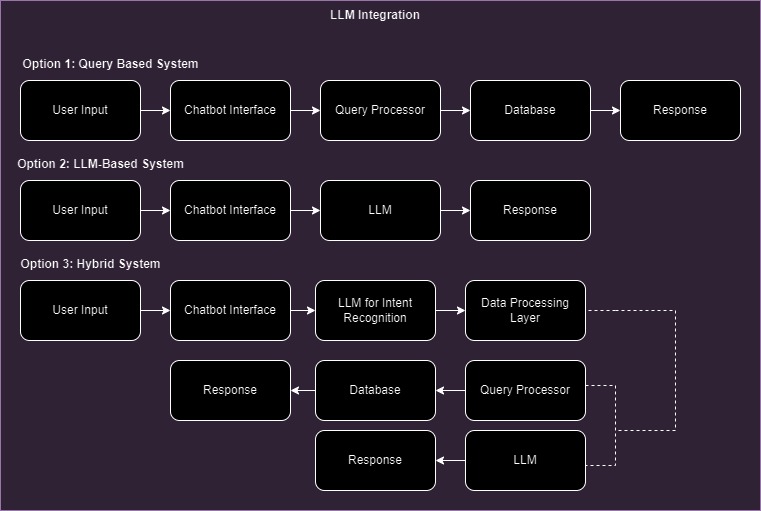 LLM Integration
Option 1: Query Based System
User Input
Chatbot Interface
Query Processor
Database
Response
Option 2: LLM-Based System
User Input
Chatbot Interface
LLM
Response
Option 3: Hybrid System
User Input
Chatbot Interface
LLM for Intent
Recognition
Data Processing
Layer
Response
Database
Query Processor
Response
LLM